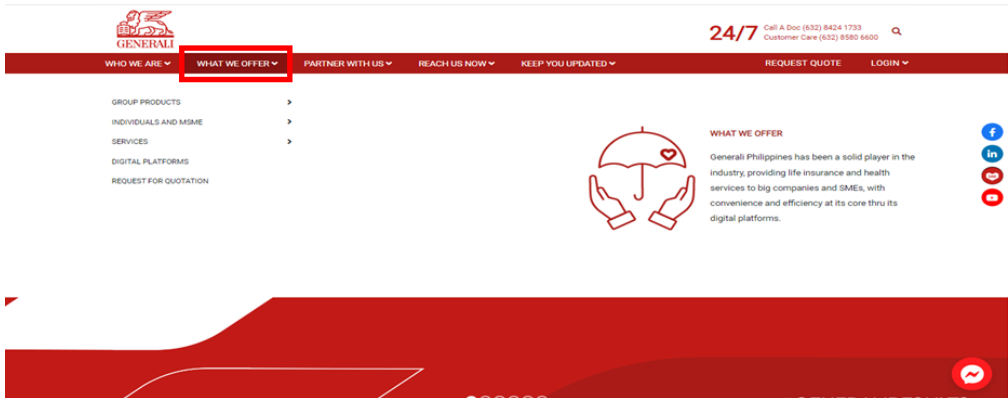 GENERALI
24/7
Call A Doc (632) 8424 1733
Customer Care (632) 8580 6600
WHO WE ARE
WHAT WE OFFER
PARTNER WITH US
REACH US NOW
KEEP YOU UPDATED
REQUEST QUOTE
LOGIN
GROUP PRODUCTS
INDIVIDUALS AND MSME
SERVICES
DIGITAL PLATFORMS
REQUEST FOR QUOTATION
WHAT WE OFFER
Generali Philippines has been a solid player in the
industry, providing life insurance and health
services to big companies and SMEs, with
convenience and efficiency at its core thru its
digital platforms.